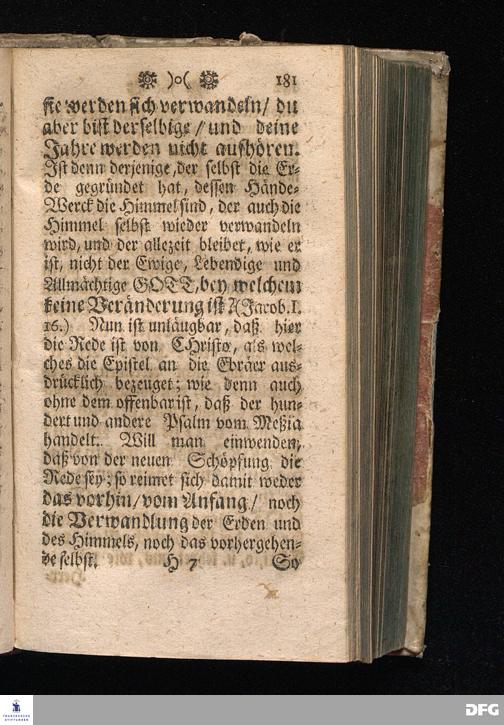 )o( 181
sie werden sich verwandeln/ du
aber bist derselbige / und deine
Jahre werden nicht aufhören.
Ist denn derjenige, der selbst die Er-
de gegründet hat, dessen Hände-
Werck die Himmel sind, der auch die
Himmel selbst wieder verwandeln
wird, und der allezeit bleibet, wie er
ist, nicht der Ewige, Lebendige und
Allmächtige GOTT, bey welchem
keine Veränderung ist? (Jacob. I.
16.) Nun ist unläugbar, daß hier
die Rede ist von CHristo, als wel-
ches die Epistel an die Ebräer aus-
drücklich bezeuget; wie denn auch
ohne dem offenbar ist, daß der hun-
dert und andere Psalm vom Meßia
handelt. Will man einwenden,
daß von der neuen Schöpfung die
Rede sey; so reimet sich damit weder
das vorhin/ vom Anfang/ noch
die Verwandlung der Erden und
des Himmels, noch das vorhergehen-
de selbst. H 7 So
FRANCKESCHE
STIFTUNGEN
DFG